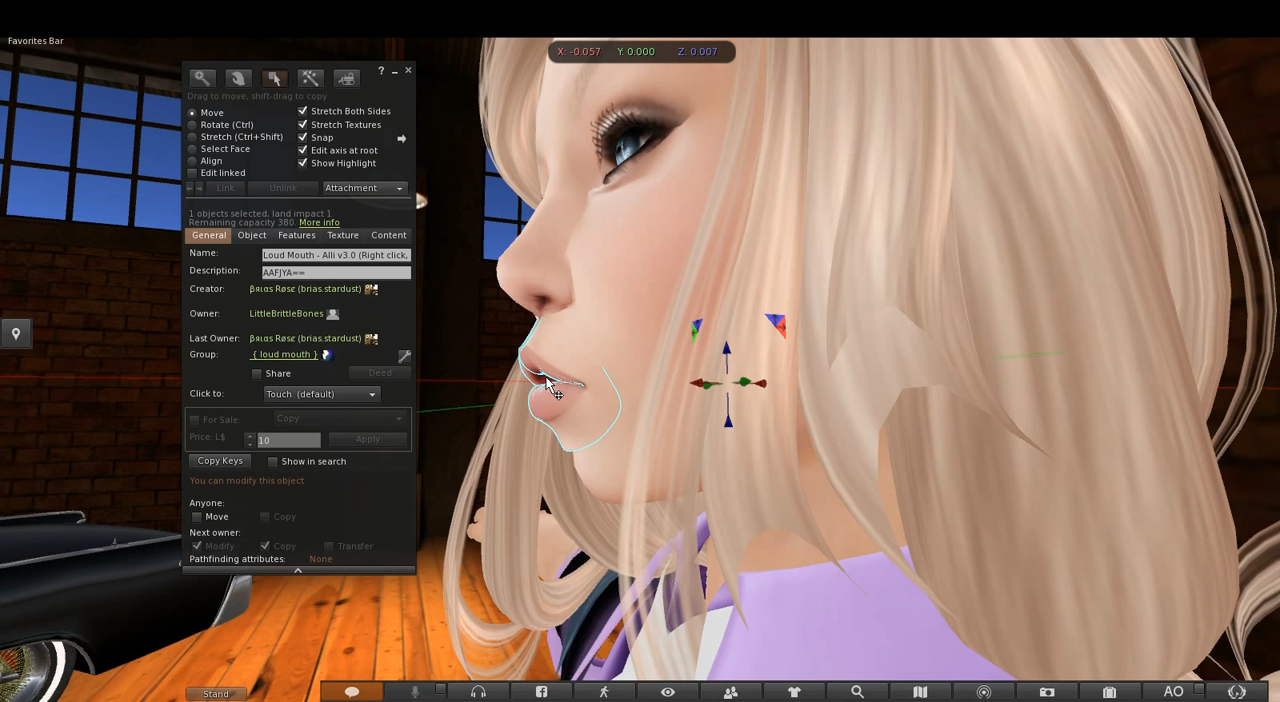 Favorites Bar
X: -0.057 Y: 0.000 Z: 0.007
?
Drag to move, shift-drag to copy
Move
Rotate (Ctrl)
Stretch (Ctrl+Shift)
Select Face
Align
Edit linked
Stretch Both Sides
Stretch Textures
Snap
Edit axis at root
Show Highlight
Link Unlink Attachment
1 objects selected, land impact 1
Remaining capacity 380 More info
General Object Features Texture Content
Name: Loud Mouth - Alli v3.0 (Right click,
Description: AAFJYA==
Creator: βяιαs Røsε (brias.stardust)
Owner: LittleBrittleBones
Last Owner: βяιαs Røsε (brias.stardust)
Group: { loud mouth }
Share Deed
Click to: Touch (default)
For Sale: Copy
Price: L$ 10 Apply
Copy Keys Show in search
You can modify this object
Anyone:
Move Copy
Next owner:
Modify Copy Transfer
Pathfinding attributes: None
Stand
AO